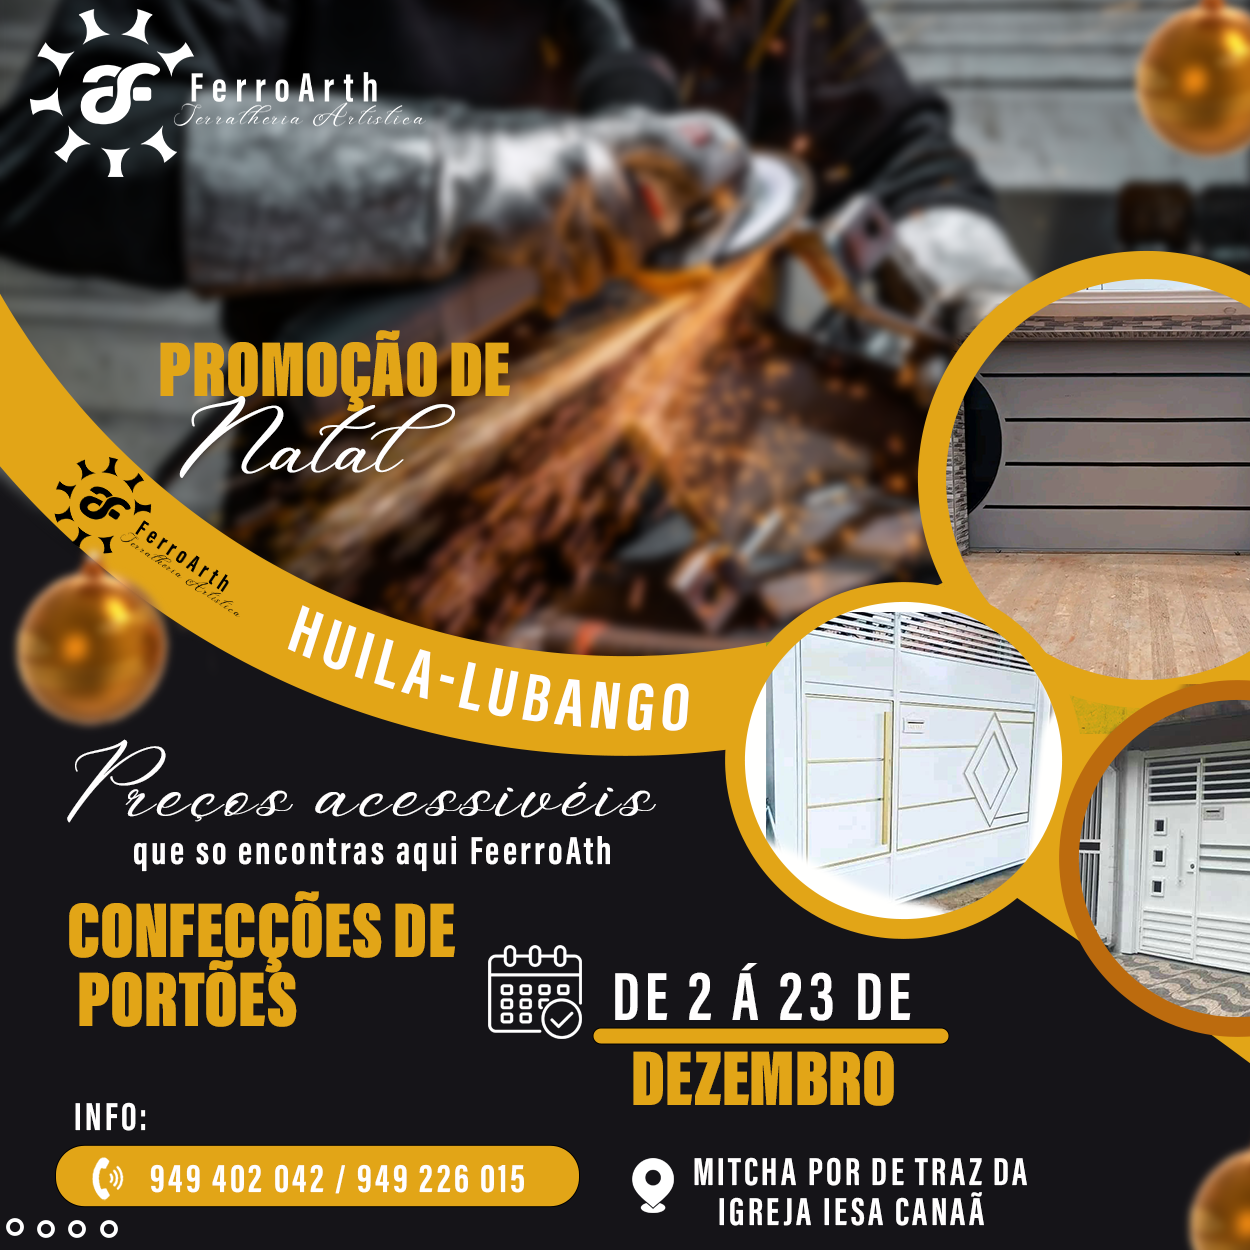 FerroArth
Serralheria Artistica
PROMOÇÃO DE
Natal
FerroArth
Serralheria Artistica
HUILA-LUBANGO
Preços acessivéis
que so encontras aqui FeerroAth
CONFECÇÕES DE
PORTÕES
DE 2 Á 23 DE
DEZEMBRO
INFO:
949 402 042 / 949 226 015
MITCHA POR DE TRAZ DA
IGREJA IESA CANAÃ